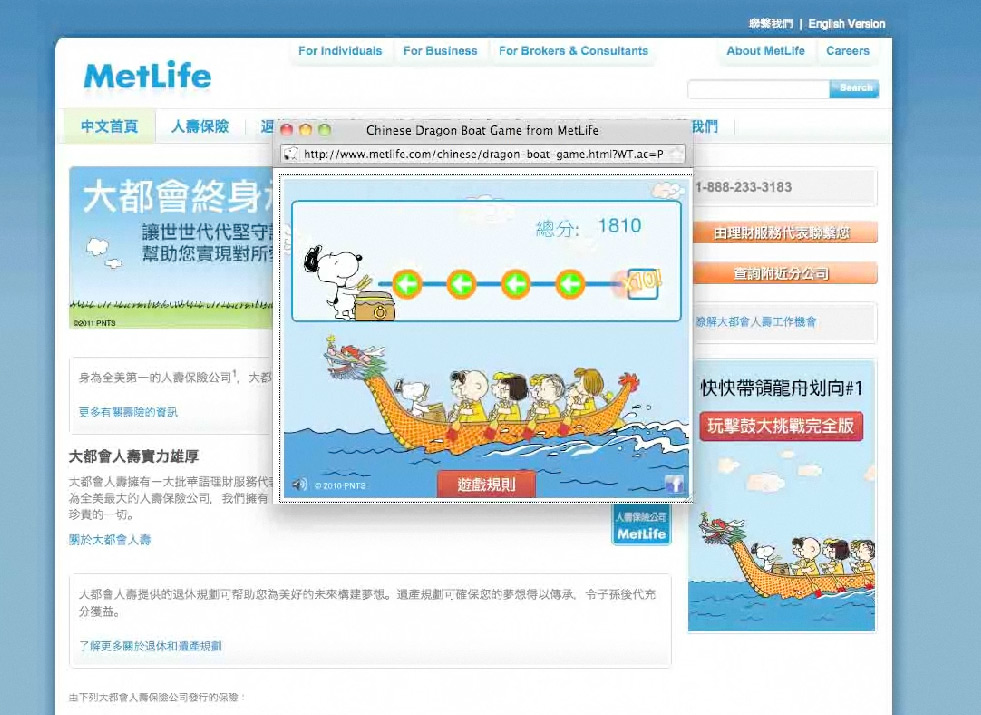 聯繫我們 | English Version
For Individuals For Business For Brokers & Consultants About MetLife Careers
MetLife
Search
中文首頁 人壽保險 退 我們
Chinese Dragon Boat Game from MetLife
http://www.metlife.com/chinese/dragon-boat-game.html?WT.ac=P
大都會終身
讓世世代代堅守
幫助您實現對所
©2011 PNTS
總分: 1810
x10!
1-888-233-3183
由理財服務代表聯繫您
查詢附近分公司
瞭解大都會人壽工作機會
身為全美第一的人壽保險公司1, 大都
更多有關壽險的資訊
快快帶領龍舟划向#1
玩擊鼓大挑戰完全版
© 2010 PNTS
遊戲規則
f
大都會人壽實力雄厚
大都會人壽擁有一大批華語理財服務代
為全美最大的人壽保險公司, 我們擁有
珍貴的一切。
關於大都會人壽
人壽保險公司
MetLife
大都會人壽提供的退休規劃可幫助您為美好的未來構建夢想。遺產規劃可確保您的夢想得以傳承, 令子孫後代充
分獲益。
了解更多關於退休和遺產規劃
由下列大都會人壽保險公司發行的保險：